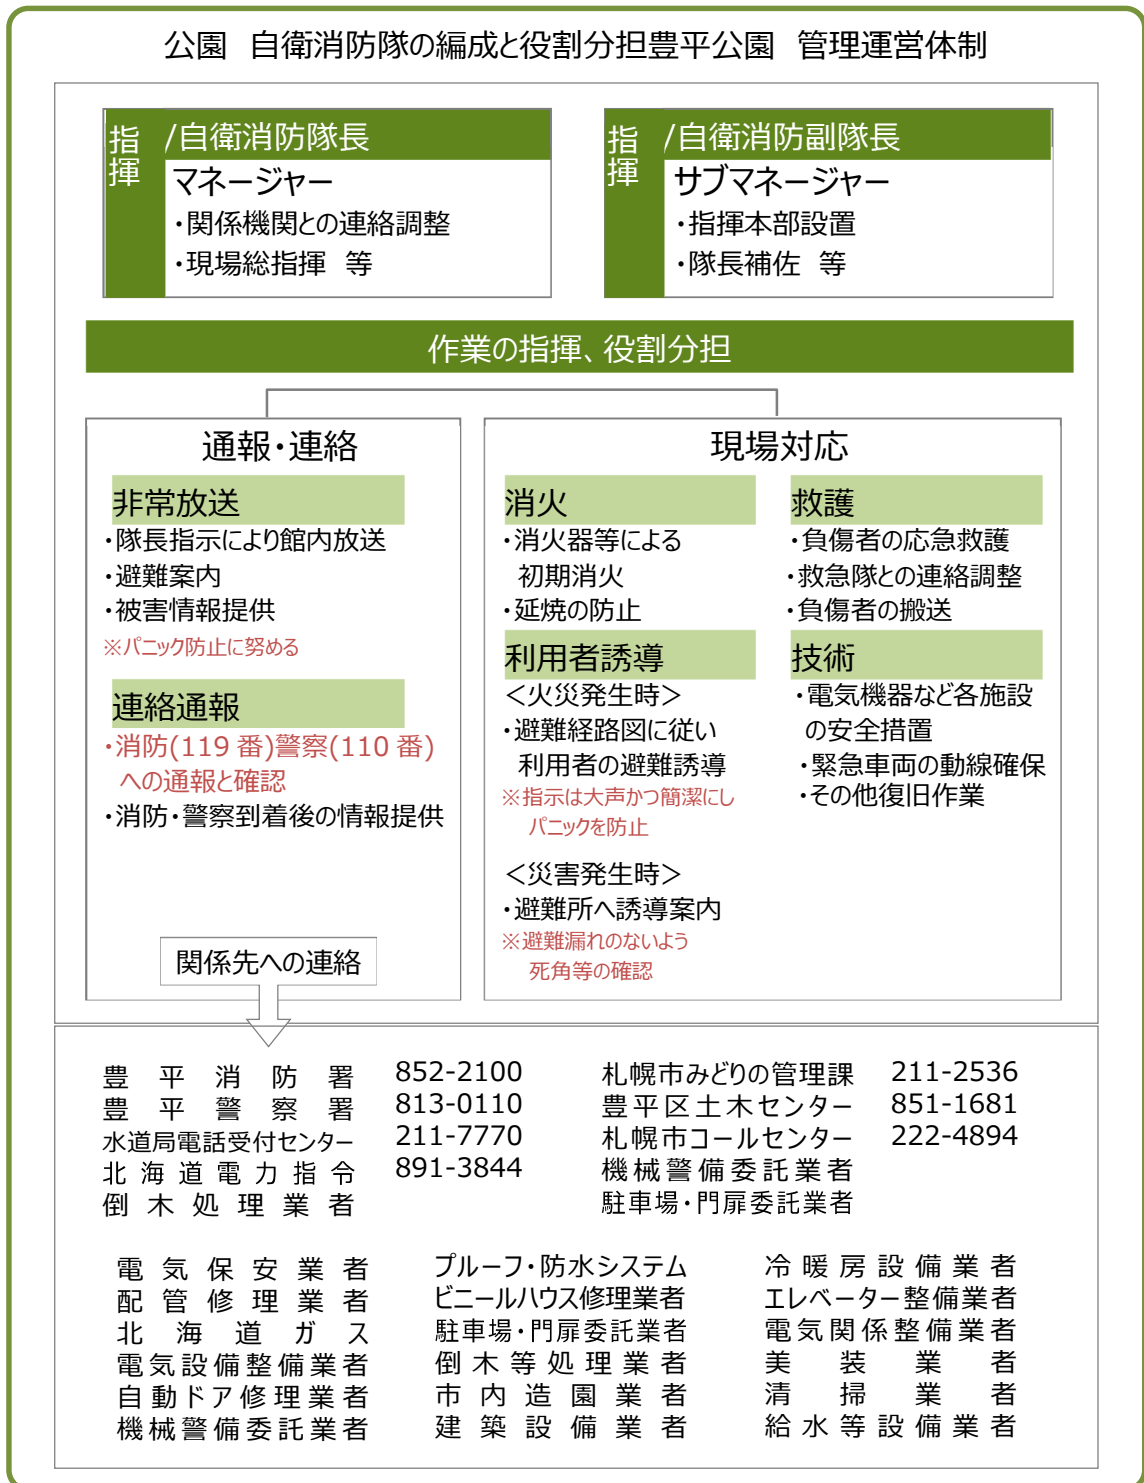 公園　自衛消防隊の編成と役割分担豊平公園　管理運営体制
指揮/自衛消防隊長
マネージャー
・関係機関との連絡調整
・現場総指揮　等
指揮/自衛消防副隊長
サブマネージャー
・指揮本部設置
・隊長補佐　等
作業の指揮、役割分担
通報・連絡
非常放送
・隊長指示により館内放送
・避難案内
・被害情報提供
※パニック防止に努める
連絡通報
・消防(119 番)警察(110 番)
への通報と確認
・消防・警察到着後の情報提供
関係先への連絡
現場対応
消火
・消火器等による
初期消火
・延焼の防止
利用者誘導
＜火災発生時＞
・避難経路図に従い
利用者の避難誘導
※指示は大声かつ簡潔にし
パニックを防止
＜災害発生時＞
・避難所へ誘導案内
※避難漏れのないよう
死角等の確認
救護
・負傷者の応急救護
・救急隊との連絡調整
・負傷者の搬送
技術
・電気機器など各施設
の安全措置
・緊急車両の動線確保
・その他復旧作業
豊平消防署 852-2100
豊平警察署 813-0110
水道局電話受付センター 211-7770
北海道電力指令 891-3844
倒木処理業者
札幌市みどりの管理課 211-2536
豊平区土木センター 851-1681
札幌市コールセンター 222-4894
機械警備委託業者
駐車場・門扉委託業者
電気保安業者
配管修理業者
北海道ガス
電気設備整備業者
自動ドア修理業者
機械警備委託業者
プルーフ・防水システム
ビニールハウス修理業者
駐車場・門扉委託業者
倒木等処理業者
市内造園業者
建築設備業者
冷暖房設備業者
エレベーター整備業者
電気関係整備業者
美装業者
清掃業者
給水等設備業者